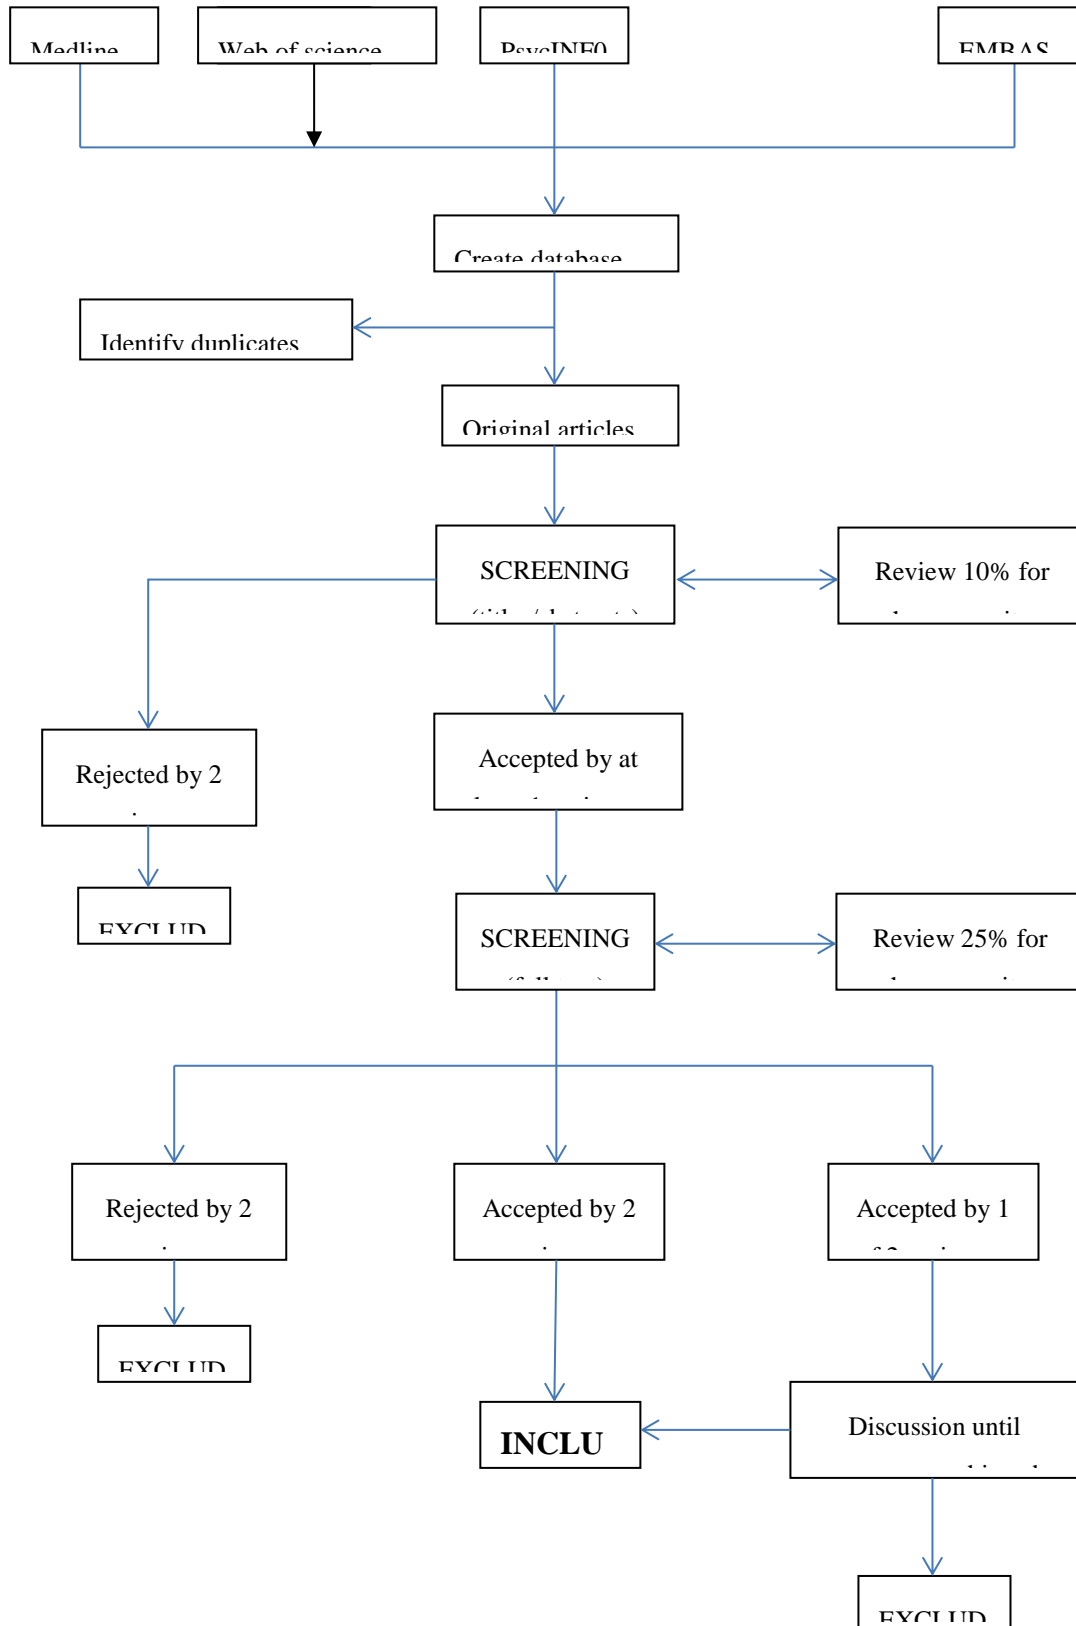 Medline
Web of science
PsycINFO
EMBAS
Create database
Identify duplicates
Original articles
SCREENING
Review 10% for
Rejected by 2
Accepted by at
EXCLUD
SCREENING
Review 25% for
Rejected by 2
Accepted by 2
Accepted by 1
EXCLUD
INCLU
Discussion until
EXCLUD